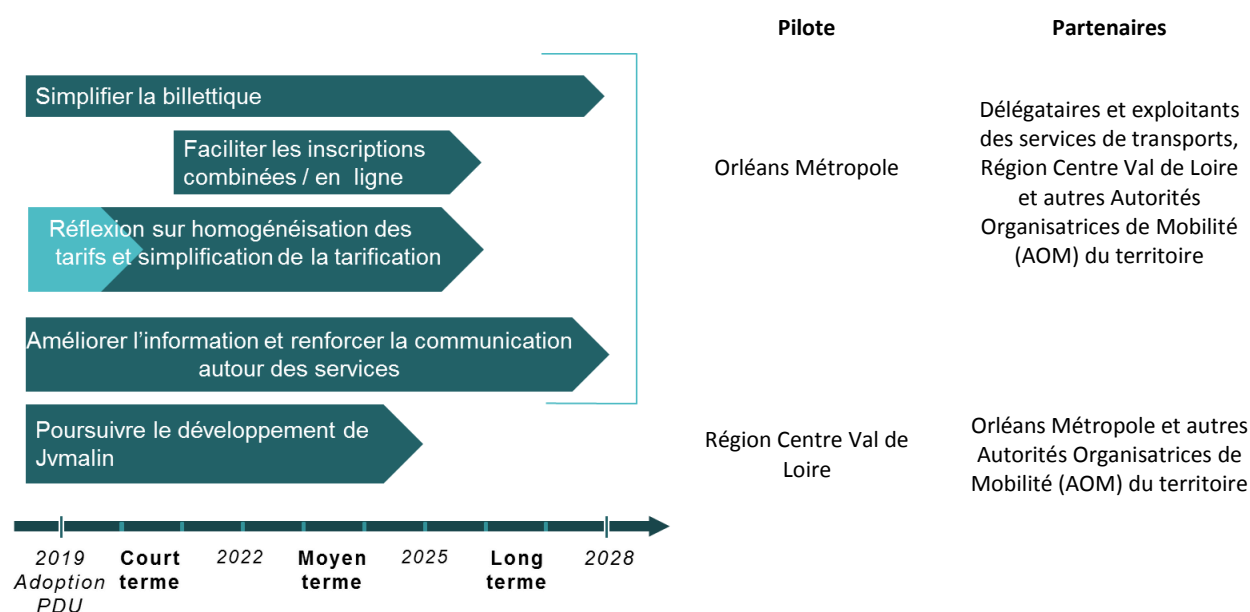 Pilote
Partenaires
Simplifier la billettique
Faciliter les inscriptions
combinées / en ligne
Réflexion sur homogénéisation des
tarifs et simplification de la tarification
Améliorer l'information et renforcer la communication
autour des services
Orléans Métropole
Délégataires et exploitants
des services de transports,
Région Centre Val de Loire
et autres Autorités
Organisatrices de Mobilité
(AOM) du territoire
Poursuivre le développement de
Jvmalin
Région Centre Val de
Loire
Orléans Métropole et autres
Autorités Organisatrices de
Mobilité (AOM) du territoire
2019
Adoption
PDU
Court
terme
2022
Moyen
terme
2025
Long
terme
2028